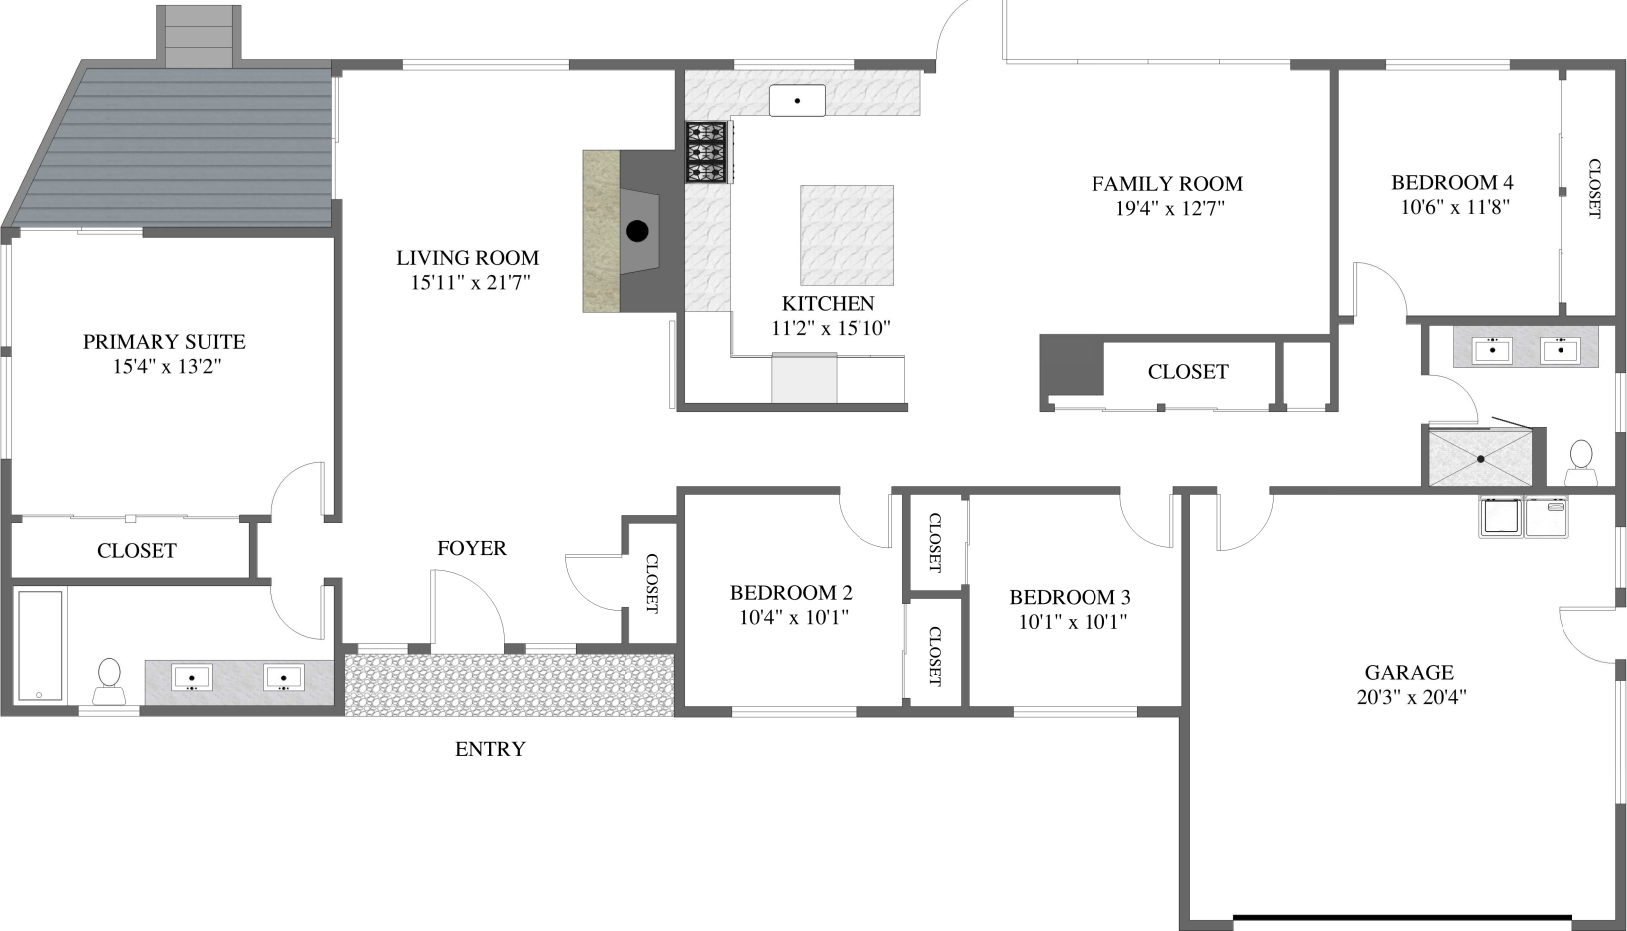 FAMILY ROOM
19'4" x 12'7"
BEDROOM 4
10'6" x 11'8"
CLOSET
LIVING ROOM
15'11" x 21'7"
KITCHEN
11'2" x 15'10"
PRIMARY SUITE
15'4" x 13'2"
CLOSET
CLOSET
FOYER
CLOSET
CLOSET
BEDROOM 2
10'4" x 10'1"
CLOSET
BEDROOM 3
10'1" x 10'1"
GARAGE
20'3" x 20'4"
ENTRY